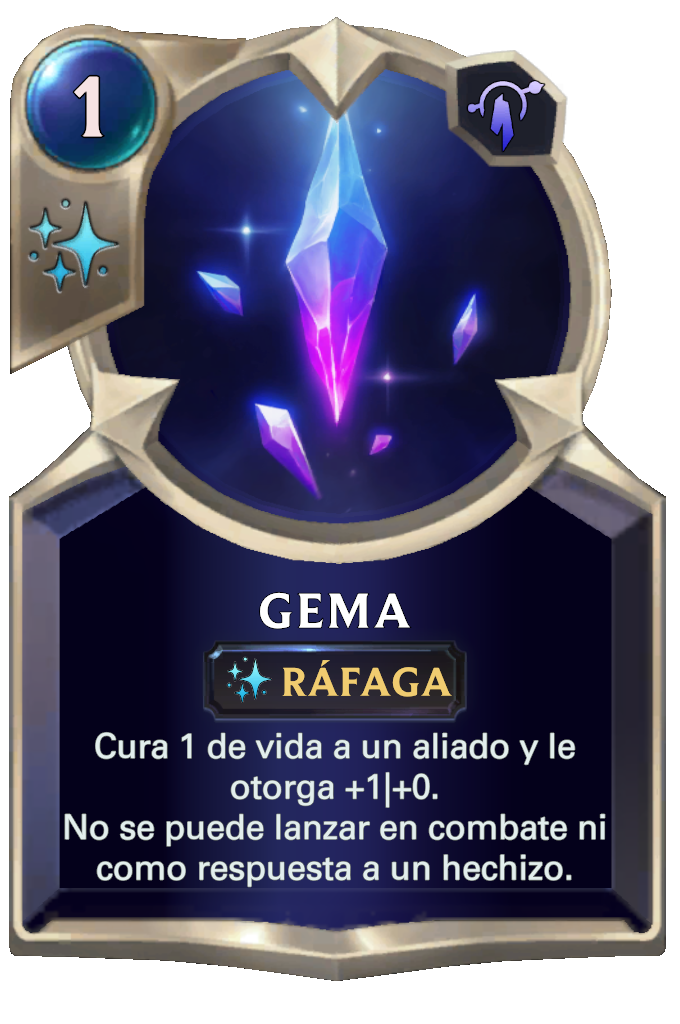 1
GEMA
RÁFAGA
Cura 1 de vida a un aliado y le
otorga +1|+0.
No se puede lanzar en combate ni
como respuesta a un hechizo.